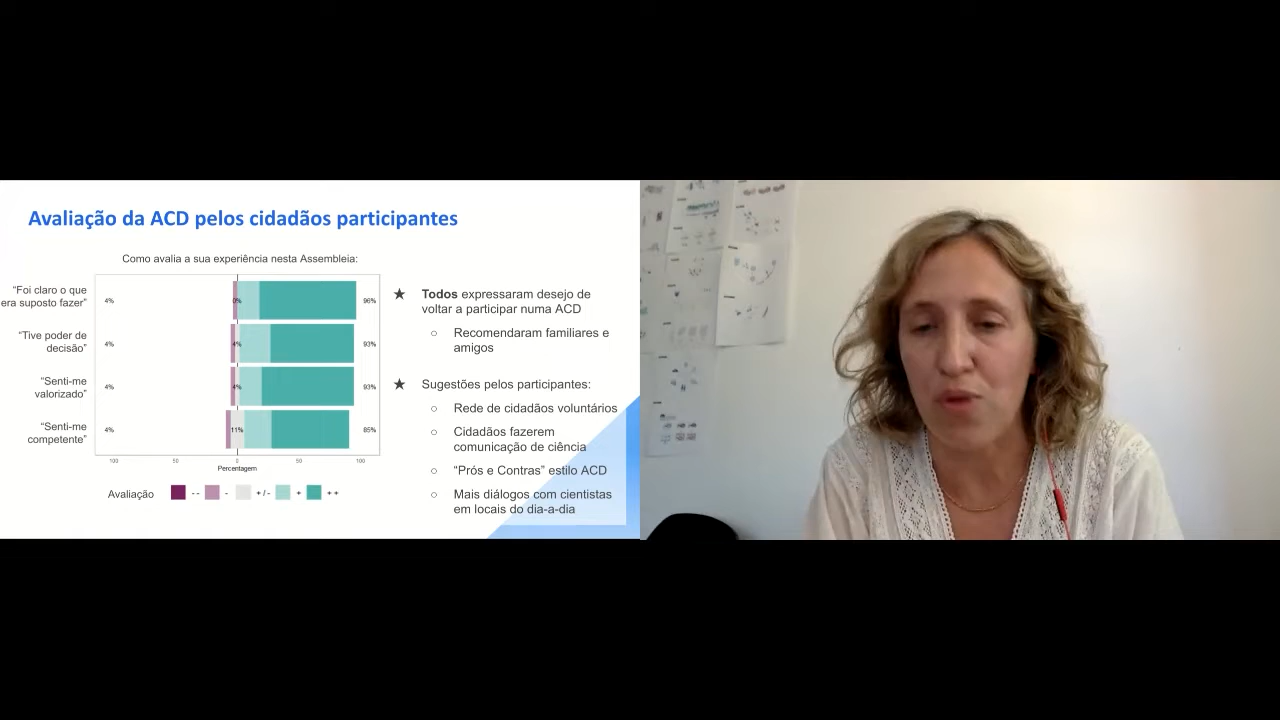 Avaliação da ACD pelos cidadãos participantes
Como avalia a sua experiência nesta Assembleia:
“Foi claro o que
era suposto fazer”
4%
0%
96%
“Tive poder de
decisão”
4%
4%
93%
“Senti-me
valorizado”
4%
4%
93%
“Senti-me
competente”
4%
11%
85%
100 50 0 50 100
Percentagem
Avaliação -- - +/- + ++
★ Todos expressaram desejo de
voltar a participar numa ACD
○ Recomendaram familiares e
amigos
★ Sugestões pelos participantes:
○ Rede de cidadãos voluntários
○ Cidadãos fazerem
comunicação de ciência
○ “Prós e Contras” estilo ACD
○ Mais diálogos com cientistas
em locais do dia-a-dia